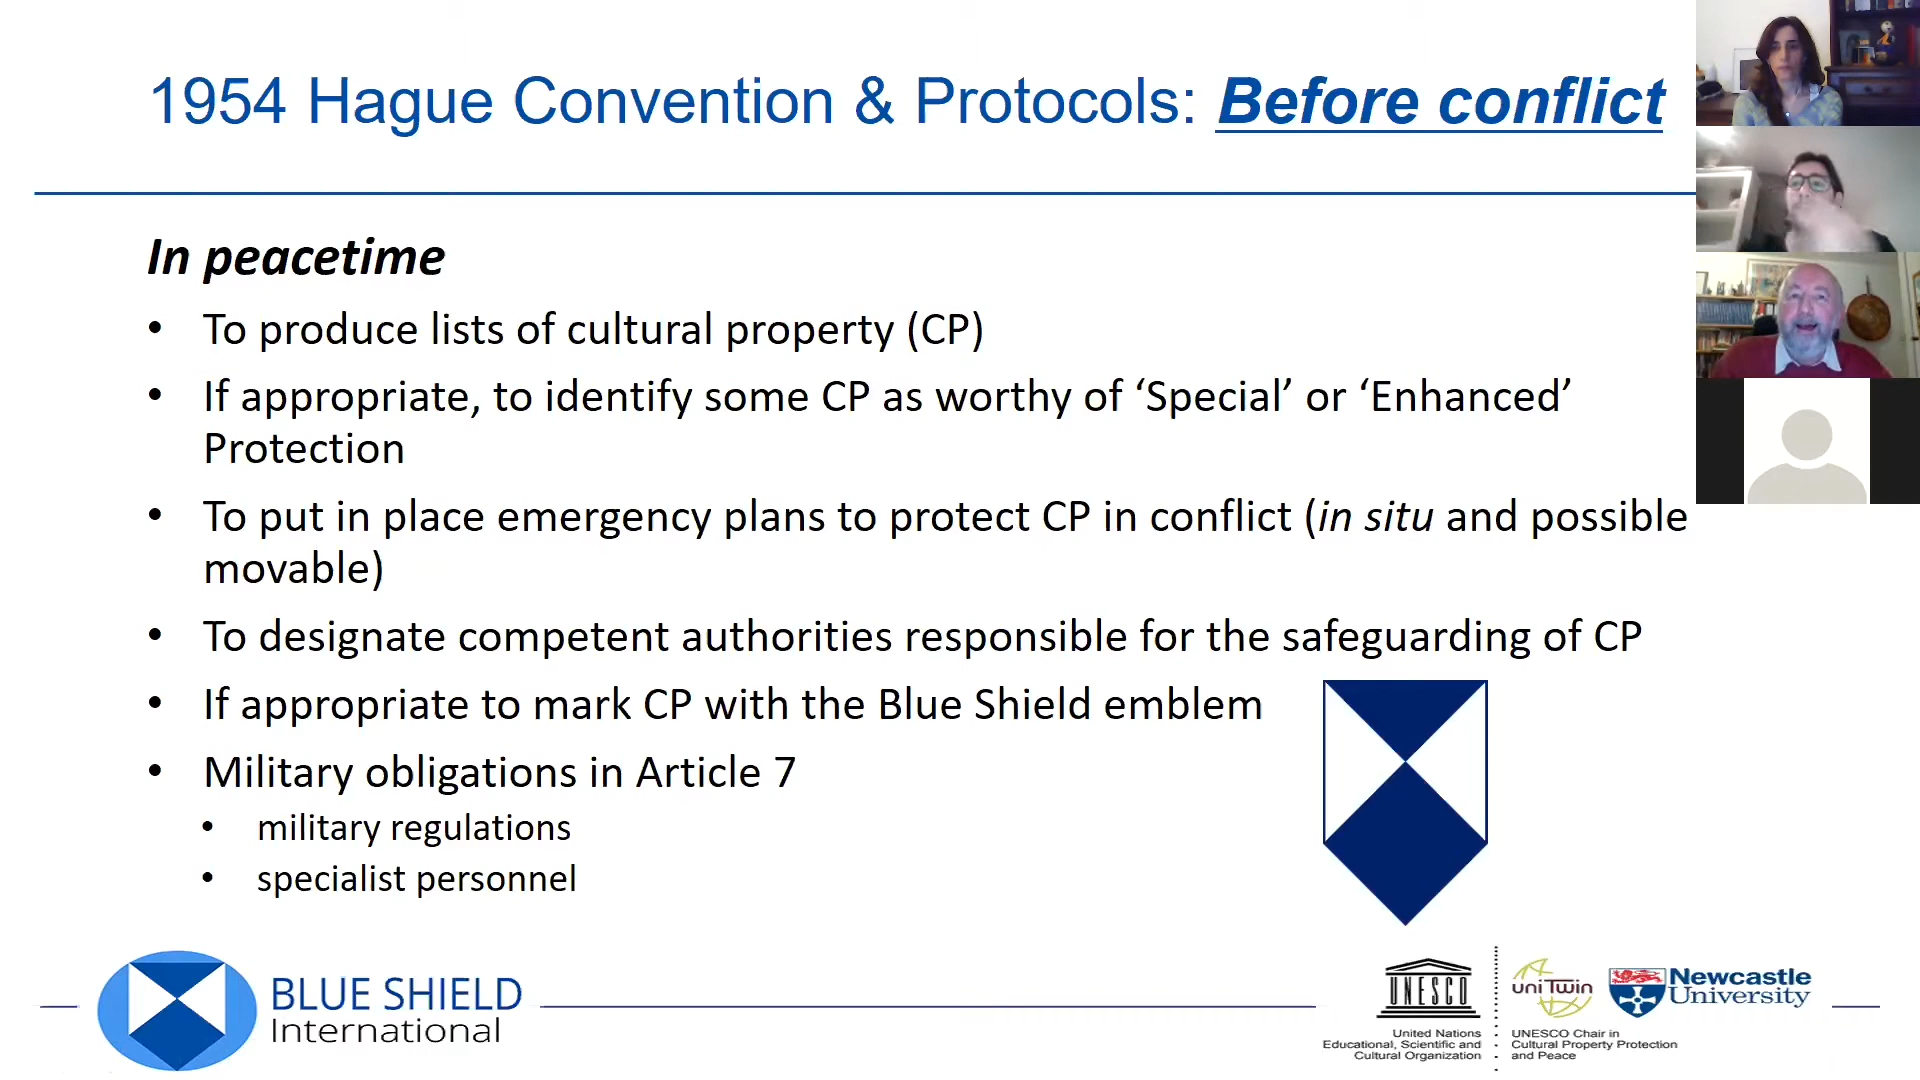 1954 Hague Convention & Protocols: Before conflict
In peacetime
• To produce lists of cultural property (CP)
• If appropriate, to identify some CP as worthy of ‘Special’ or ‘Enhanced’
Protection
• To put in place emergency plans to protect CP in conflict (in situ and possible
movable)
• To designate competent authorities responsible for the safeguarding of CP
• If appropriate to mark CP with the Blue Shield emblem
• Military obligations in Article 7
• military regulations
• specialist personnel
BLUE SHIELD
International
UNESCO
United Nations
Educational, Scientific and
Cultural Organization
uniTwin
UNESCO Chair in
Cultural Property Protection
and Peace
Newcastle
University